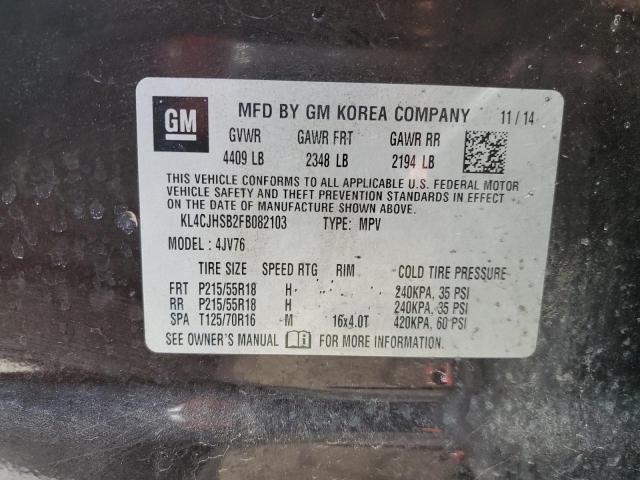 GM MFD BY GM KOREA COMPANY 11/14
GVWR GAWR FRT GAWR RR
4409 LB 2348 LB 2194 LB
THIS VEHICLE CONFORMS TO ALL APPLICABLE U.S. FEDERAL MOTOR
VEHICLE SAFETY AND THEFT PREVENTION STANDARDS IN EFFECT
ON THE DATE OF MANUFACTURE SHOWN ABOVE.
KL4CJHSB2FB082103 TYPE: MPV
MODEL: 4JV76
TIRE SIZE SPEED RTG RIM COLD TIRE PRESSURE
FRT P215/55R18 H 240KPA, 35 PSI
RR P215/55R18 H 240KPA, 35 PSI
SPA T125/70R16 M 16x4.0T 420KPA, 60 PSI
SEE OWNER'S MANUAL FOR MORE INFORMATION.